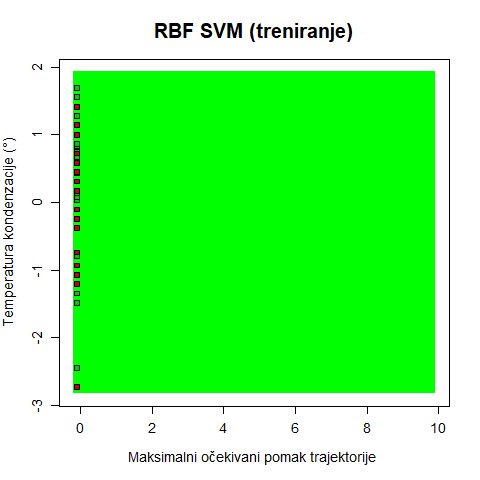 RBF SVM (treniranje)
Temperatura kondenzacije (°)
2
1
0
-1
-2
-3
0 2 4 6 8 10
Maksimalni očekivani pomak trajektorije